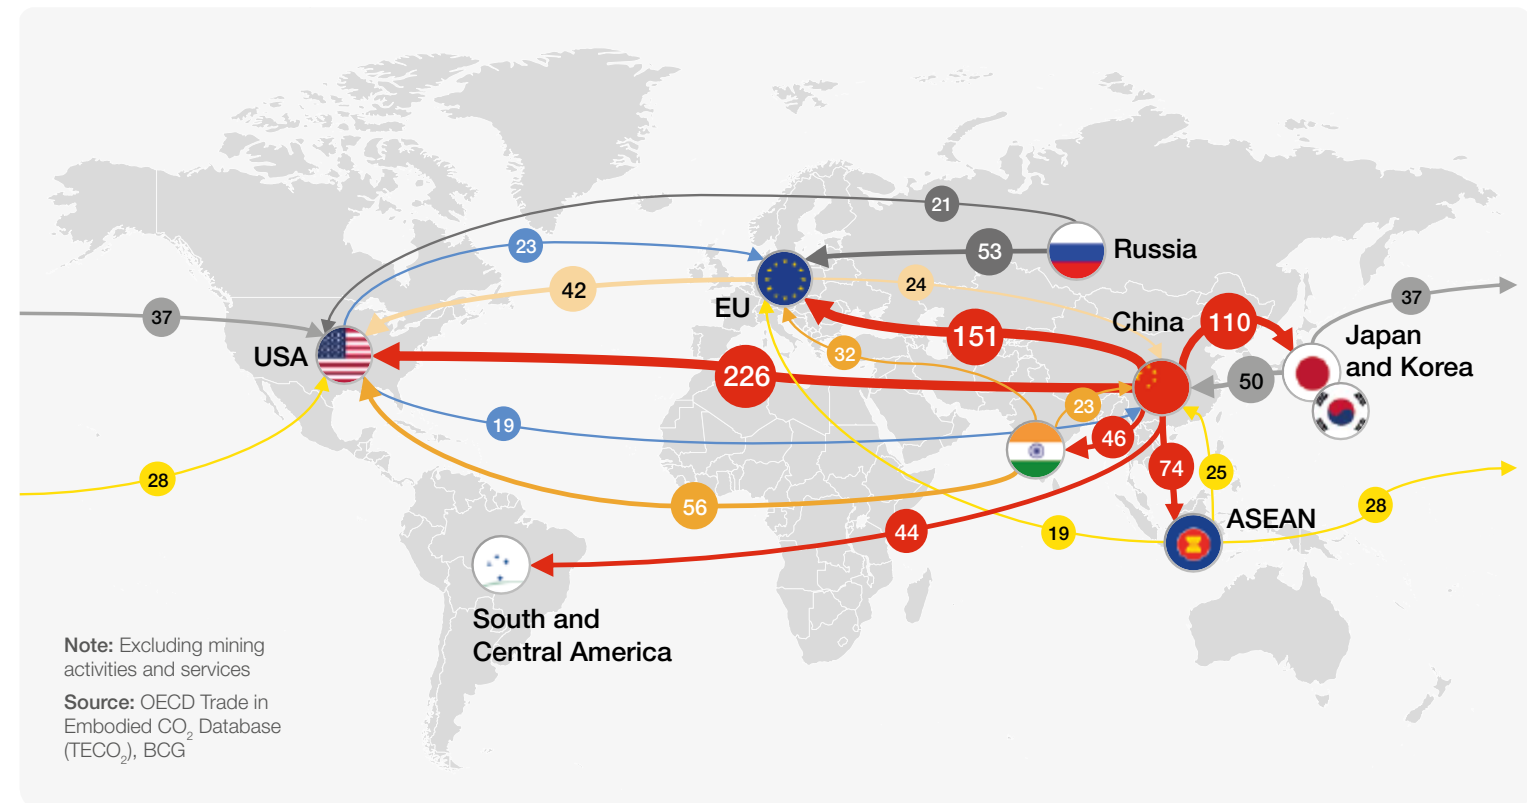 21
Russia
23
53
42
24
37
37
EU
China
110
151
Japan
and Korea
USA
32
226
50
23
19
46
74
25
28
56
28
ASEAN
44
19
South and
Central America
Note: Excluding mining
activities and services
Source: OECD Trade in
Embodied CO₂ Database
(TECO₂), BCG